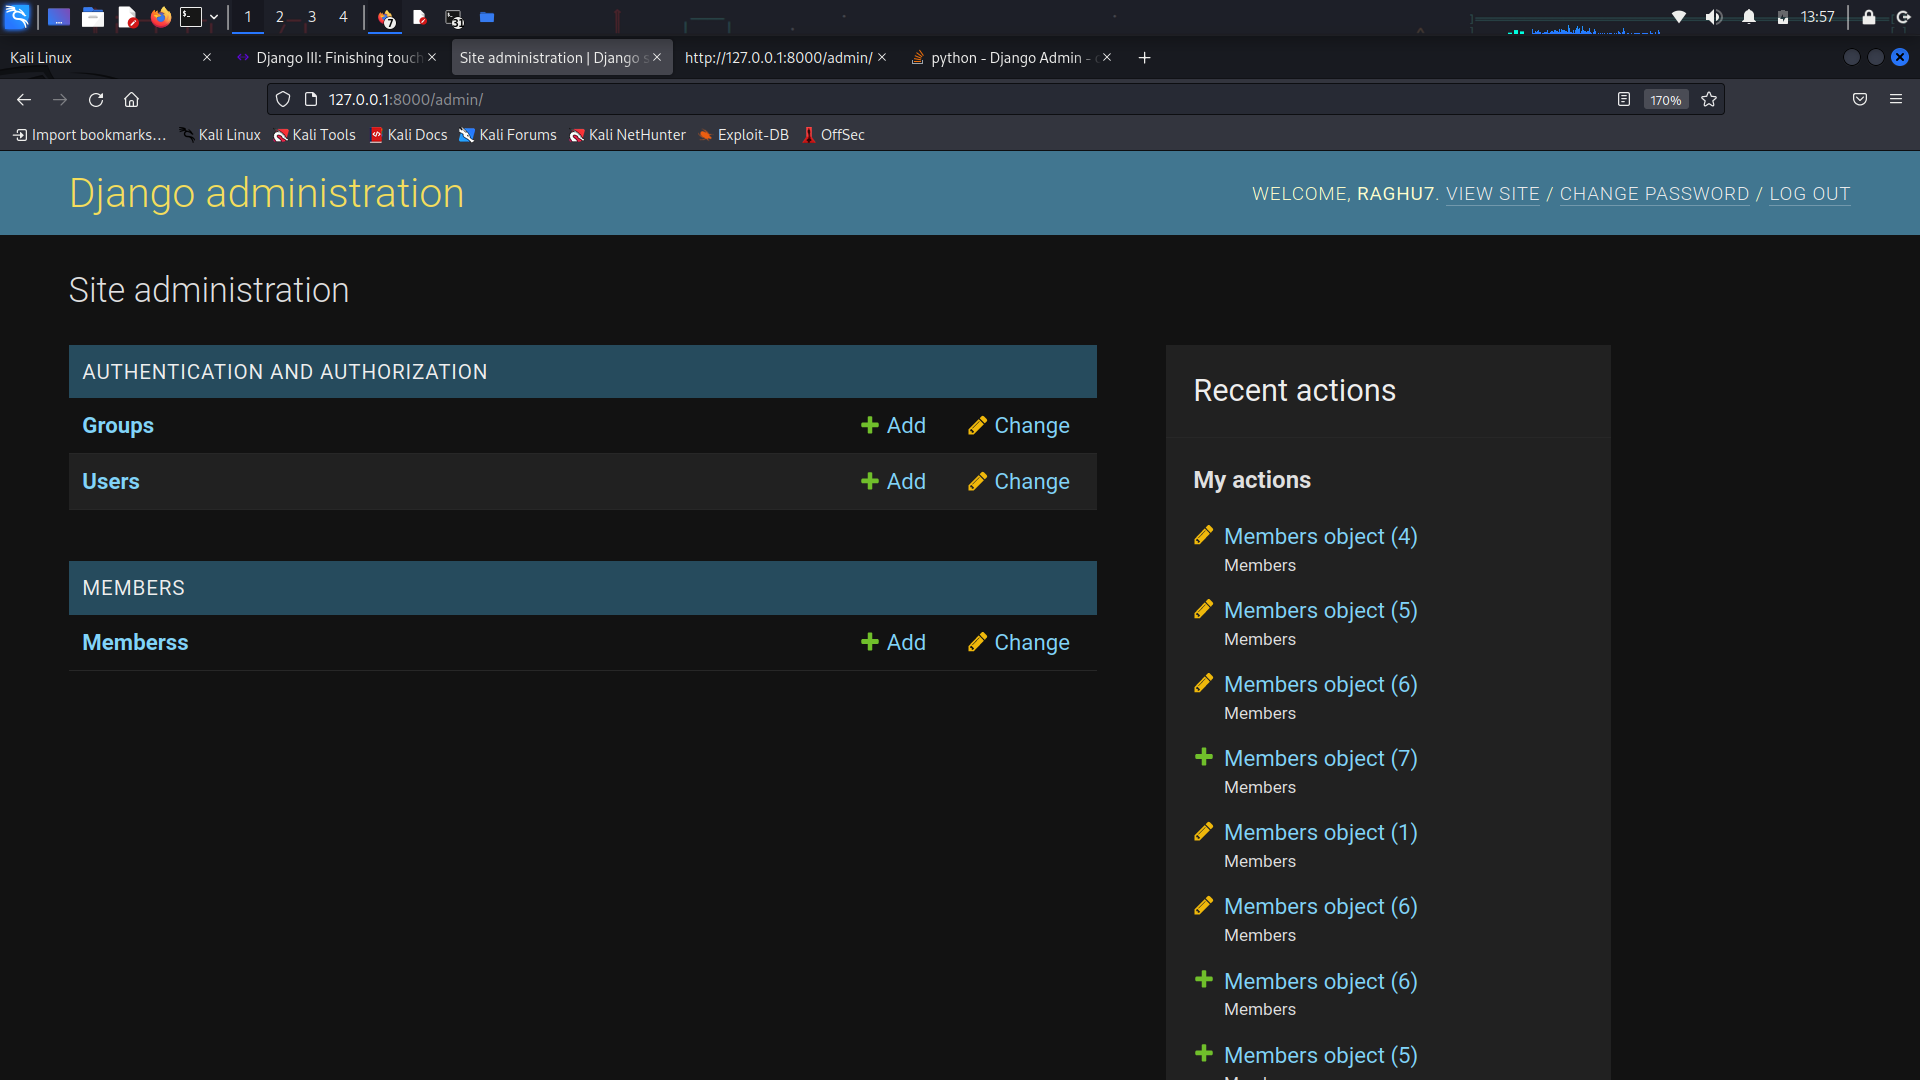 1 2 3 4 7 31 13:57
Kali Linux Django III: Finishing touch Site administration | Django s http://127.0.0.1:8000/admin/ python - Django Admin -
127.0.0.1:8000/admin/ 170%
Import bookmarks... Kali Linux Kali Tools Kali Docs Kali Forums Kali NetHunter Exploit-DB OffSec
Django administration
WELCOME, RAGHU7. VIEW SITE / CHANGE PASSWORD / LOG OUT
Site administration
AUTHENTICATION AND AUTHORIZATION
Groups Add Change
Users Add Change
MEMBERS
Memberss Add Change
Recent actions
My actions
Members object (4)
Members
Members object (5)
Members
Members object (6)
Members
Members object (7)
Members
Members object (1)
Members
Members object (6)
Members
Members object (6)
Members
Members object (5)